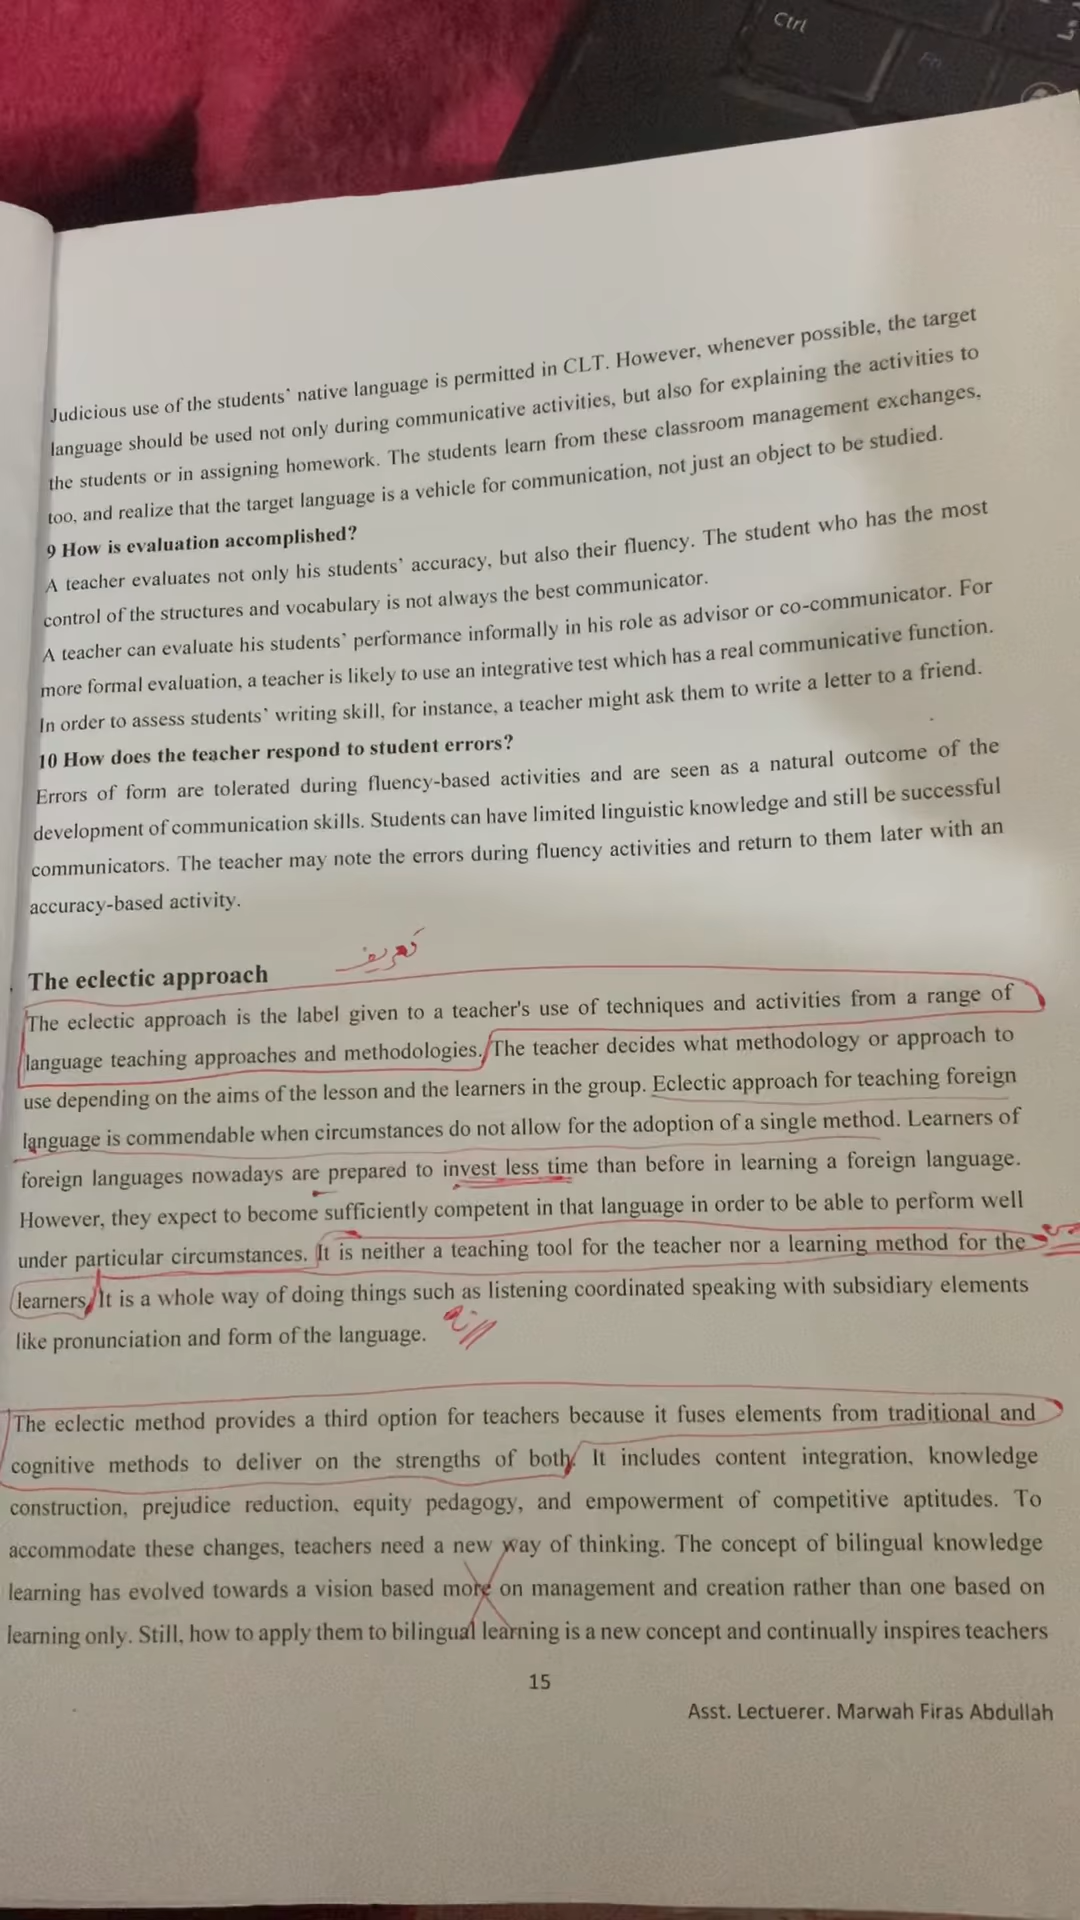 Ctrl
Fn
Judicious use of the students' native language is permitted in CLT. However, whenever possible, the target
language should be used not only during communicative activities, but also for explaining the activities to
the students or in assigning homework. The students learn from these classroom management exchanges,
too, and realize that the target language is a vehicle for communication, not just an object to be studied.
9 How is evaluation accomplished?
A teacher evaluates not only his students' accuracy, but also their fluency. The student who has the most
control of the structures and vocabulary is not always the best communicator.
A teacher can evaluate his students' performance informally in his role as advisor or co-communicator. For
more formal evaluation, a teacher is likely to use an integrative test which has a real communicative function.
In order to assess students' writing skill, for instance, a teacher might ask them to write a letter to a friend.
10 How does the teacher respond to student errors?
Errors of form are tolerated during fluency-based activities and are seen as a natural outcome of the
development of communication skills. Students can have limited linguistic knowledge and still be successful
communicators. The teacher may note the errors during fluency activities and return to them later with an
accuracy-based activity.
تعريف
The eclectic approach
The eclectic approach is the label given to a teacher's use of techniques and activities from a range of
language teaching approaches and methodologies. The teacher decides what methodology or approach to
use depending on the aims of the lesson and the learners in the group. Eclectic approach for teaching foreign
language is commendable when circumstances do not allow for the adoption of a single method. Learners of
foreign languages nowadays are prepared to invest less time than before in learning a foreign language.
However, they expect to become sufficiently competent in that language in order to be able to perform well
under particular circumstances. It is neither a teaching tool for the teacher nor a learning method for the
learners. It is a whole way of doing things such as listening coordinated speaking with subsidiary elements
like pronunciation and form of the language.
The eclectic method provides a third option for teachers because it fuses elements from traditional and
cognitive methods to deliver on the strengths of both. It includes content integration, knowledge
construction, prejudice reduction, equity pedagogy, and empowerment of competitive aptitudes. To
accommodate these changes, teachers need a new way of thinking. The concept of bilingual knowledge
learning has evolved towards a vision based more on management and creation rather than one based on
learning only. Still, how to apply them to bilingual learning is a new concept and continually inspires teachers
15
Asst. Lectuerer. Marwah Firas Abdullah